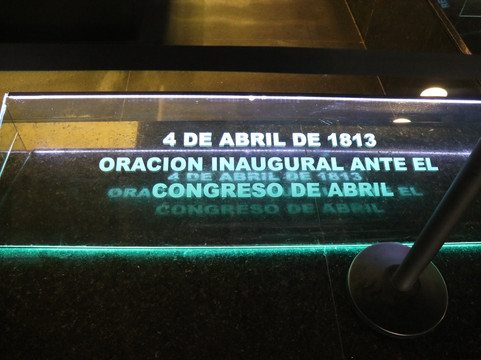 4 DE ABRIL DE 1813
ORACION INAUGURAL ANTE EL
CONGRESO DE ABRIL